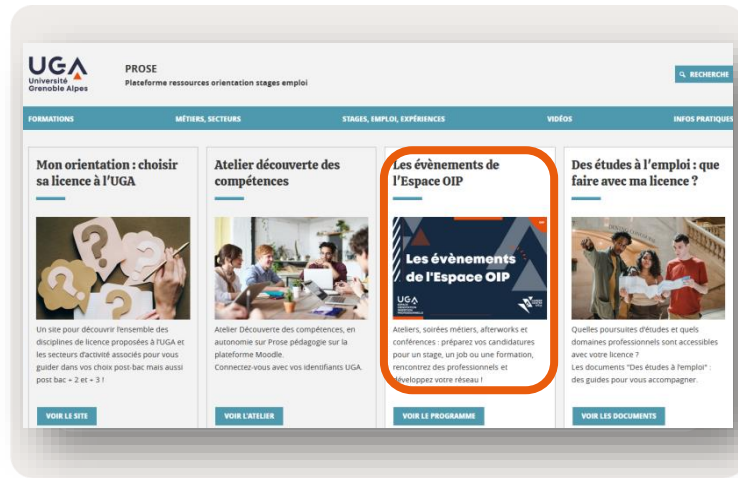 UGA
Université
Grenoble Alpes
PROSE
Plateforme ressources orientation stages emploi
RECHERCHE
FORMATIONS
MÉTIERS, SECTEURS
STAGES, EMPLOI, EXPÉRIENCES
VIDÉOS
INFOS PRATIQUES
Mon orientation : choisir
sa licence à l'UGA
Un site pour découvrir l'ensemble des
disciplines de licence proposées à l'UGA et
les secteurs d'activité associés pour vous
guider dans vos choix post-bac mais aussi
post bac + 2 et + 3 !
VOIR LE SITE
Atelier découverte des
compétences
Atelier Découverte des compétences, en
autonomie sur Prose pédagogie sur la
plateforme Moodle.
Connectez-vous avec vos identifiants UGA.
VOIR L'ATELIER
Les évènements de
l'Espace OIP
Les évènements
de l'Espace OIP
UGA
Ateliers, soirées métiers, afterworks et
conférences : préparez vos candidatures
pour un stage, un job ou une formation,
rencontrez des professionnels et
développez votre réseau !
VOIR LE PROGRAMME
Des études à l'emploi : que
faire avec ma licence ?
Quelles poursuites d'études et quels
domaines professionnels sont accessibles
avec votre licence ?
Les documents "Des études à l'emploi" :
des guides pour vous accompagner.
VOIR LES DOCUMENTS